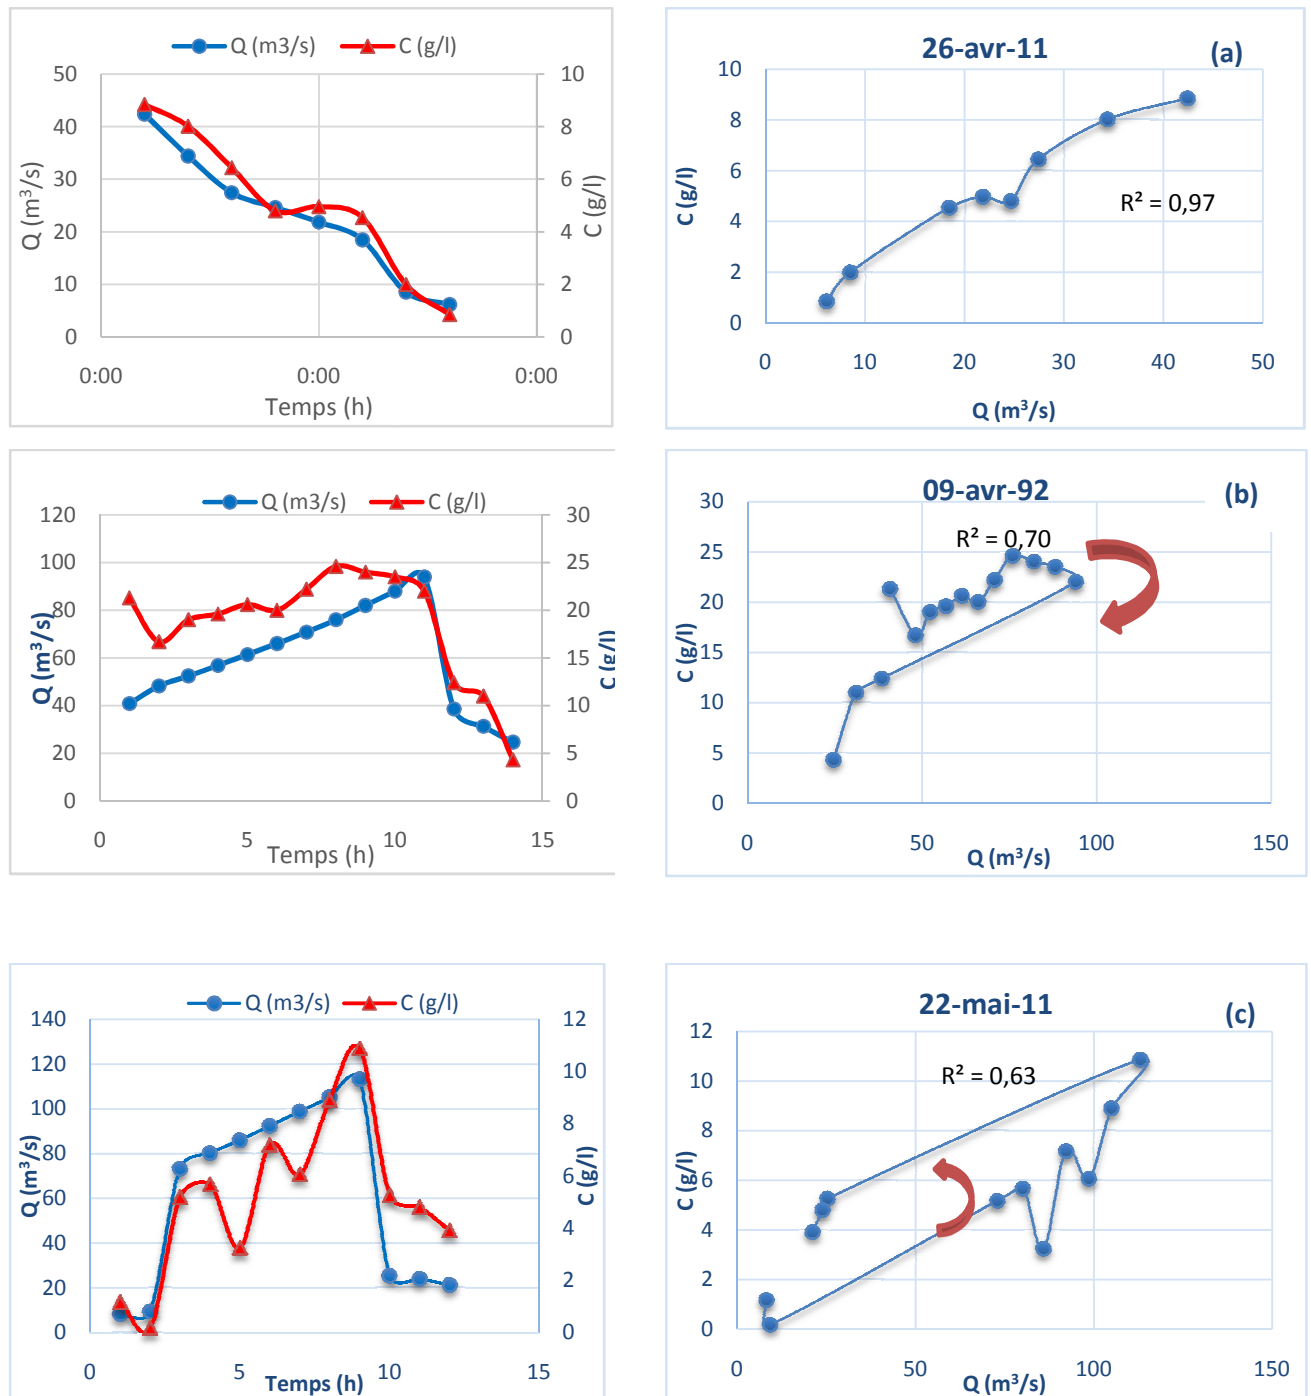 Q (m3/s) C (g/l)
50
40
30
20
10
0
Q (m³/s)
10
8
6
4
2
0
C (g/l)
0:00 0:00 0:00
Temps (h)
26-avr-11 (a)
10
8
6
4
2
0
C (g/l)
R² = 0,97
0 10 20 30 40 50
Q (m³/s)
Q (m3/s) C (g/l)
120
100
80
60
40
20
0
Q (m³/s)
30
25
20
15
10
5
0
C (g/l)
0 5 10 15
Temps (h)
09-avr-92 (b)
30
25
20
15
10
5
0
C (g/l)
R² = 0,70
0 50 100 150
Q (m³/s)
Q (m3/s) C (g/l)
140
120
100
80
60
40
20
0
Q (m³/s)
12
10
8
6
4
2
0
C (g/l)
0 5 10 15
Temps (h)
22-mai-11 (c)
12
10
8
6
4
2
0
C (g/l)
R² = 0,63
0 50 100 150
Q (m³/s)